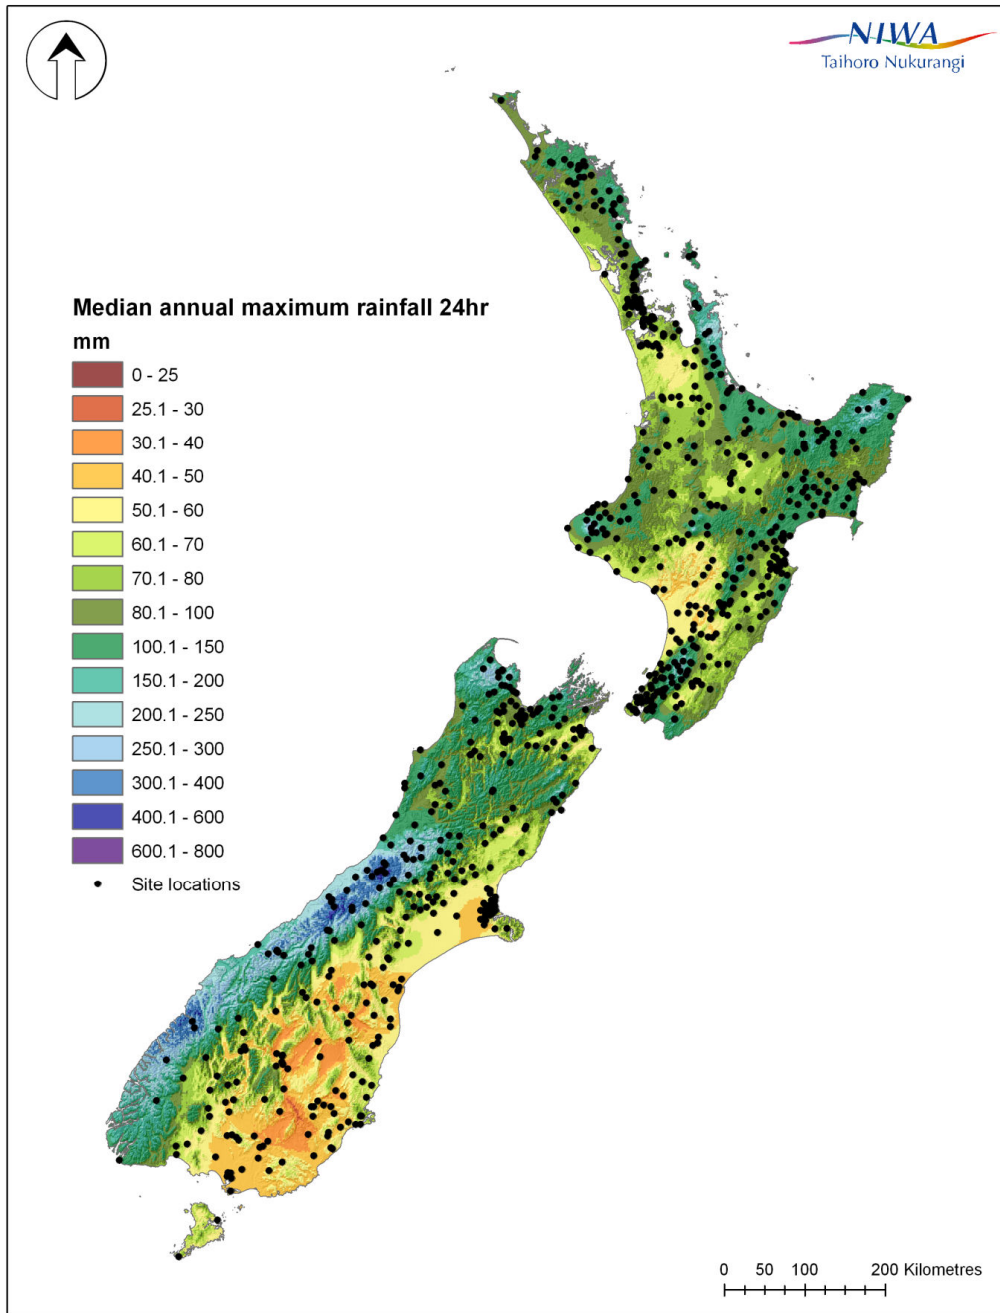 NIWA
Taihoro Nukurangi
Median annual maximum rainfall 24hr
mm
0 - 25
25.1 - 30
30.1 - 40
40.1 - 50
50.1 - 60
60.1 - 70
70.1 - 80
80.1 - 100
100.1 - 150
150.1 - 200
200.1 - 250
250.1 - 300
300.1 - 400
400.1 - 600
600.1 - 800
Site locations
0 50 100 200 Kilometres